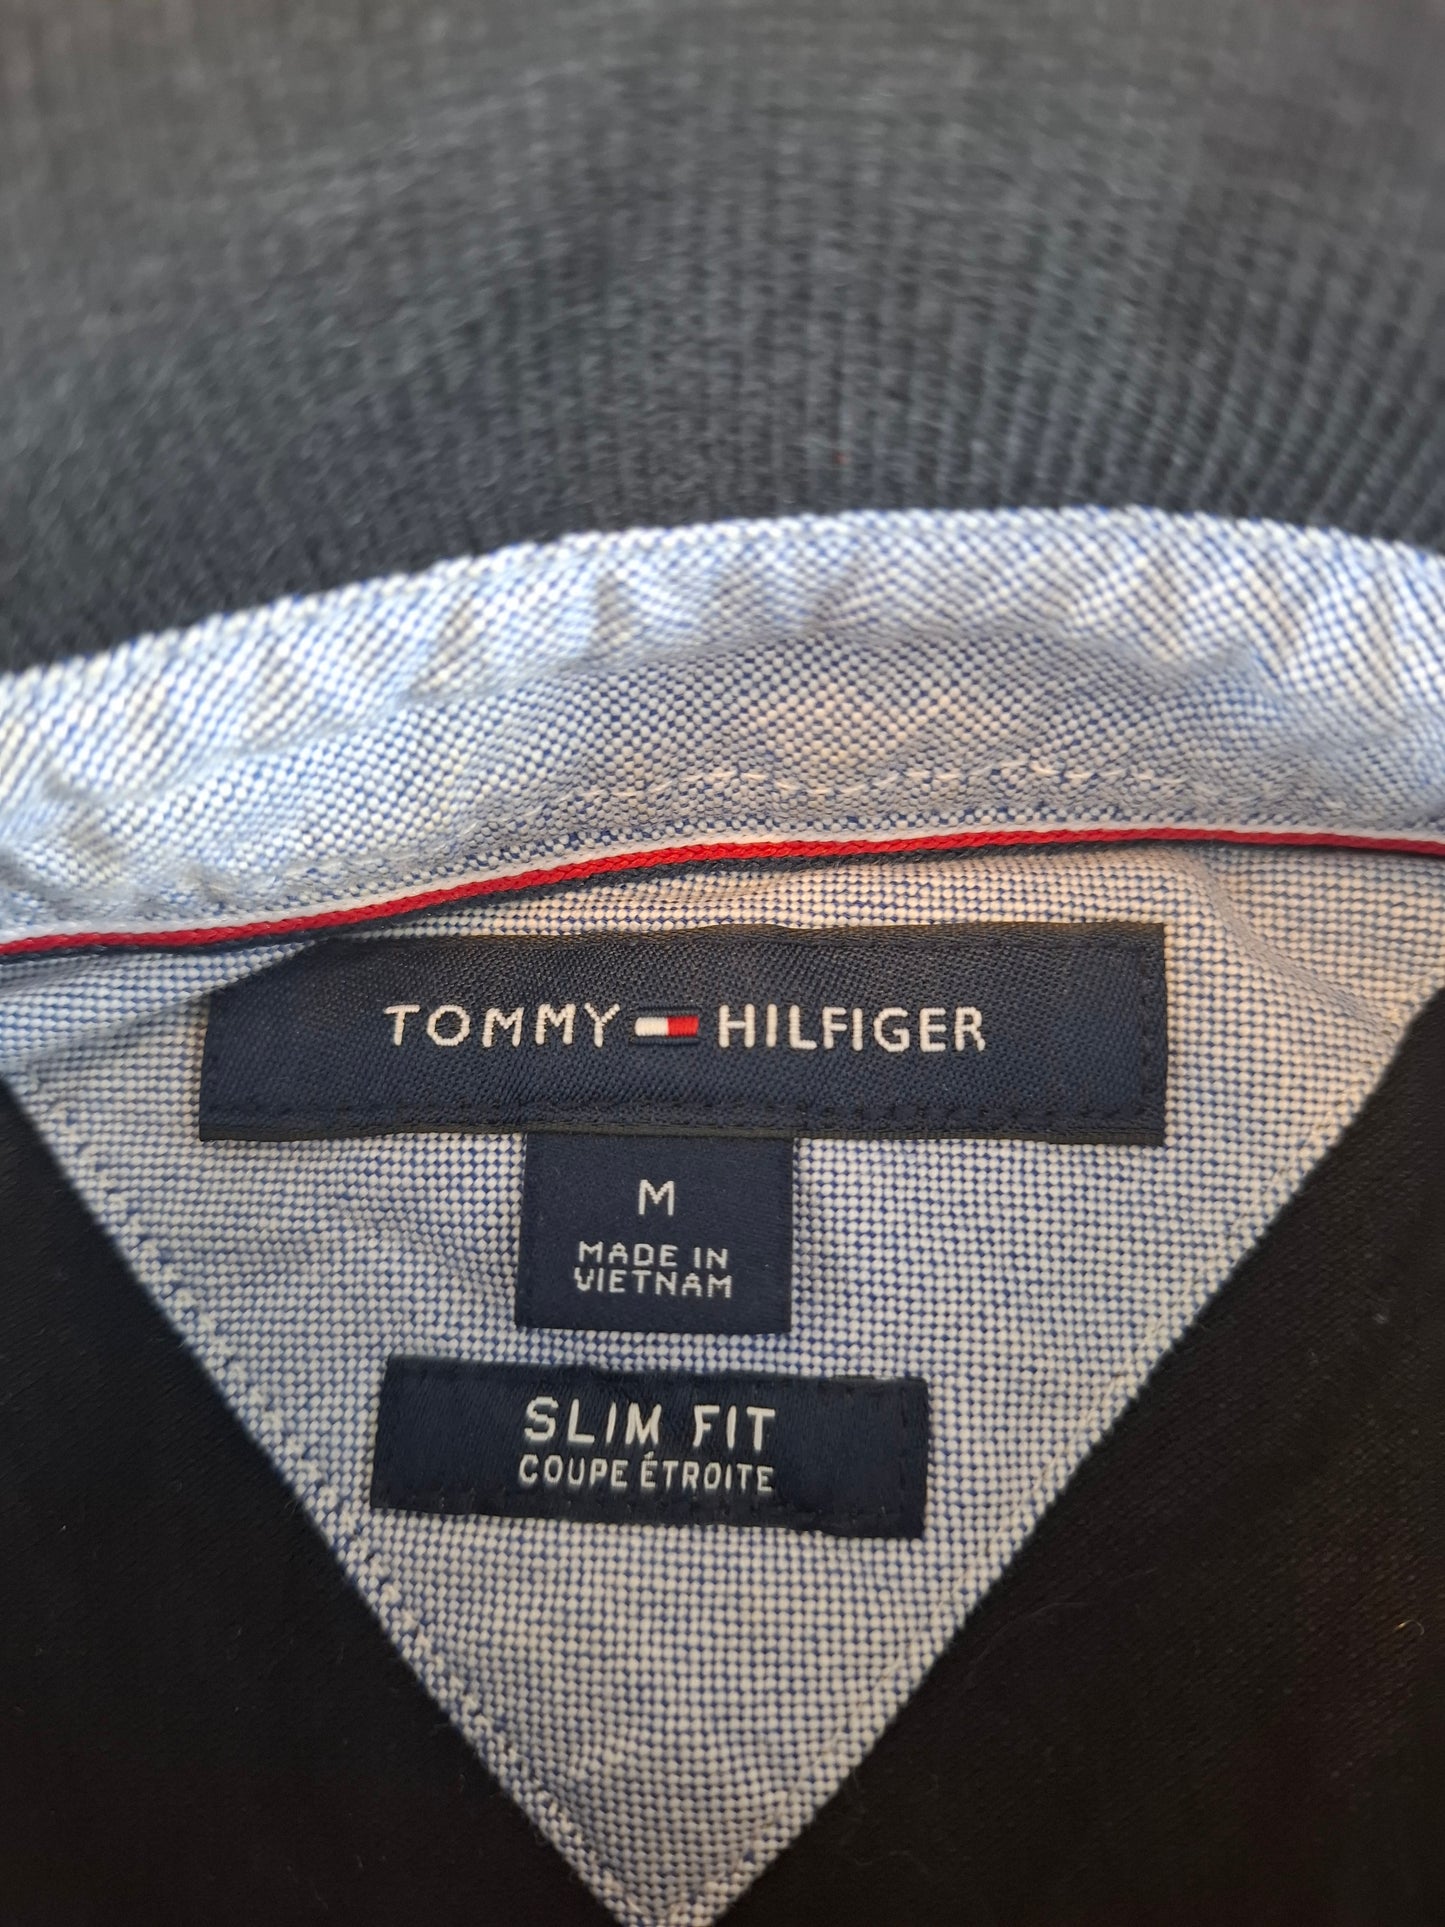 TOMMY HILFIGER
M
MADE IN
VIETNAM
SLIM FIT
COUPE ÉTROITE